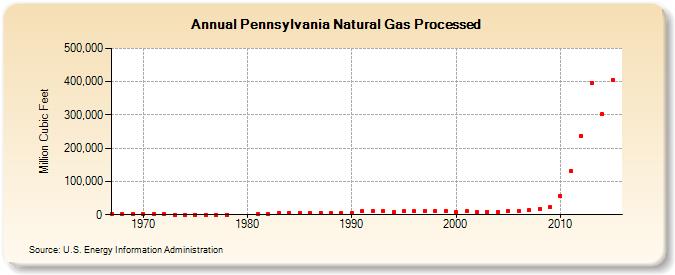 Annual Pennsylvania Natural Gas Processed
Million Cubic Feet
500,000
400,000
300,000
200,000
100,000
0
1970 1980 1990 2000 2010
Source: U.S. Energy Information Administration